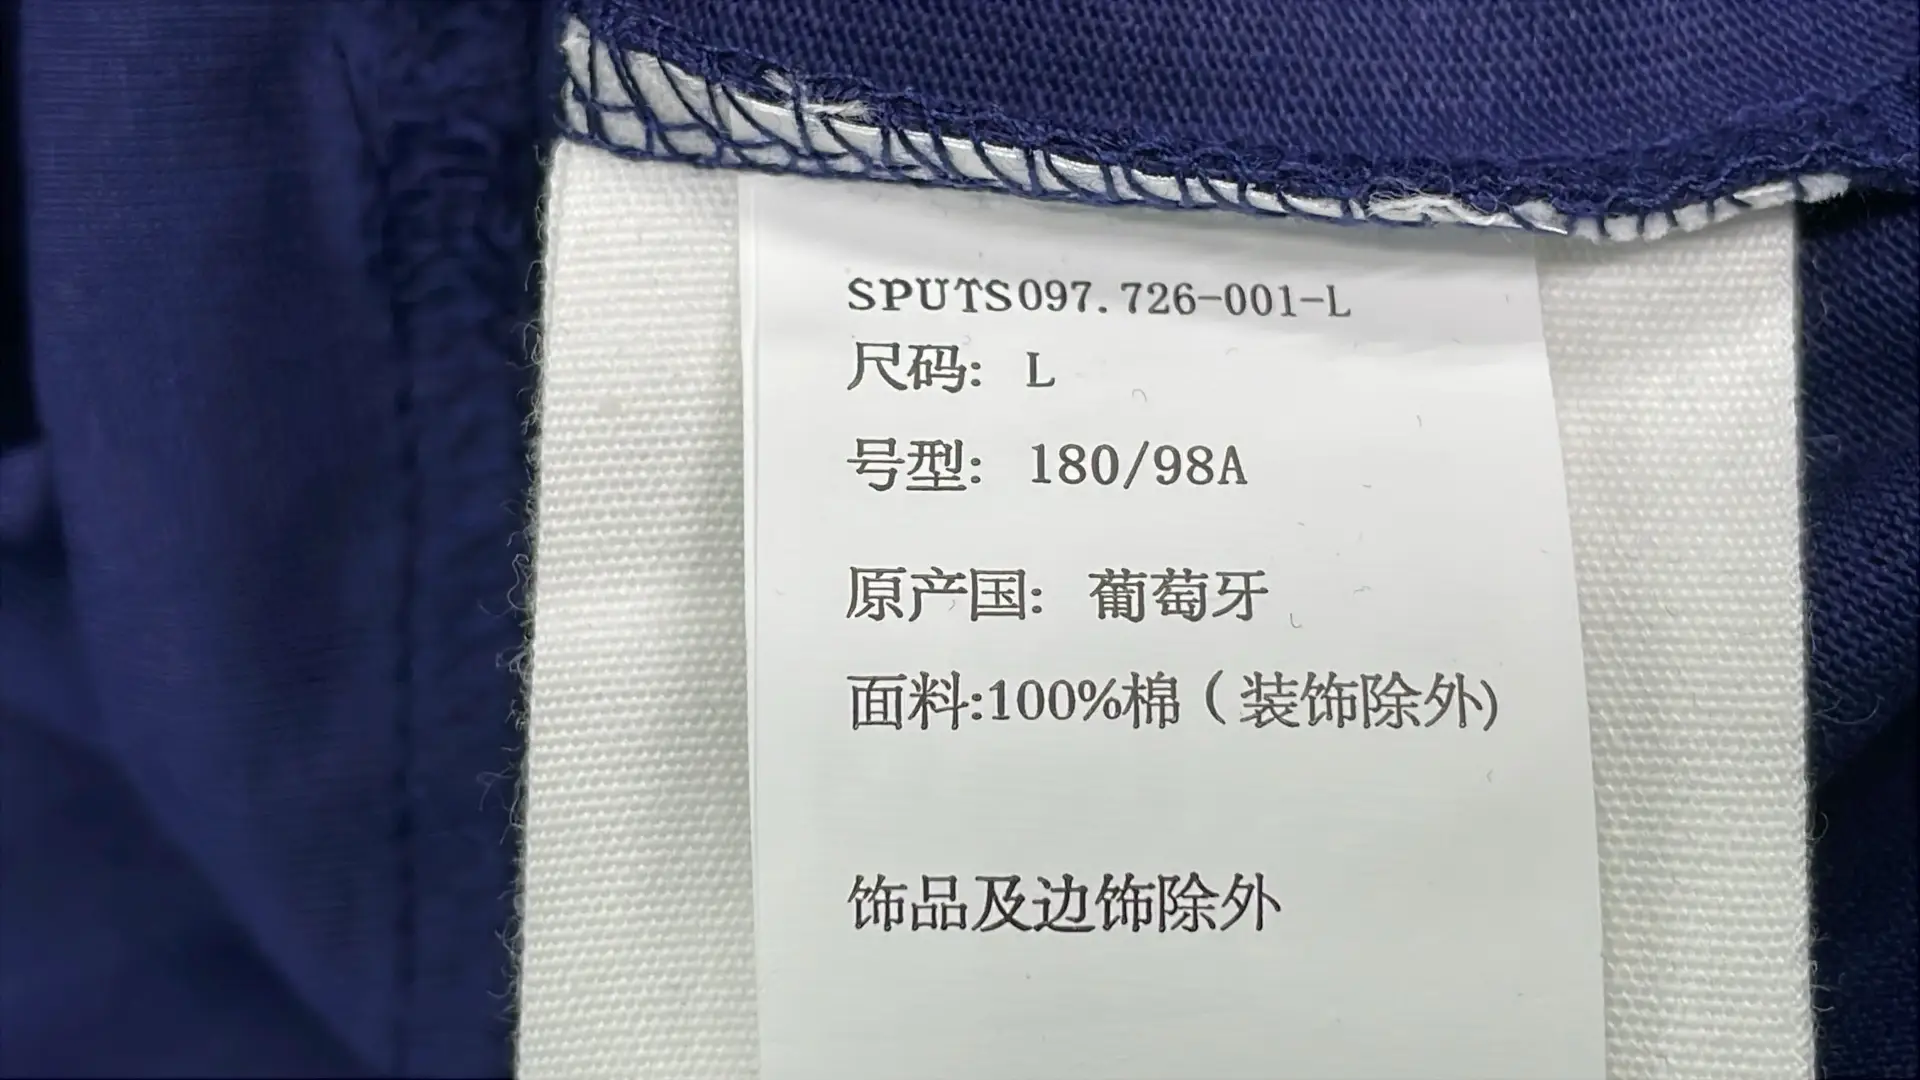 SPUTS097.726-001-L
尺码: L
号型: 180/98A
原产国: 葡萄牙
面料:100%棉（装饰除外)
饰品及边饰除外